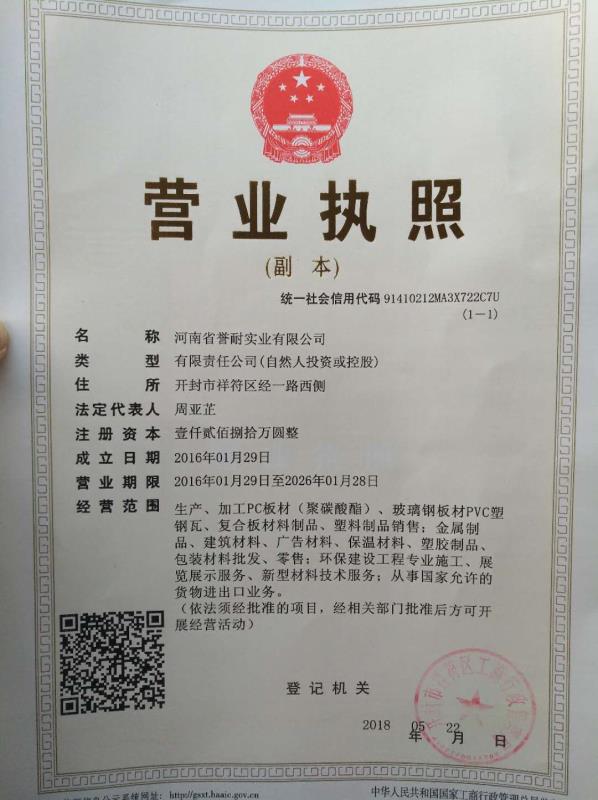 营业执照
(副 本)
统一社会信用代码 91410212MA3X722C7U
(1-1)
名 称 河南省誉耐实业有限公司
类 型 有限责任公司(自然人投资或控股)
住 所 开封市祥符区经一路西侧
法定代表人 周亚芷
注册资本 壹仟贰佰捌拾万圆整
成立日期 2016年01月29日
营业期限 2016年01月29日至2026年01月28日
经营范围 生产、加工PC板材（聚碳酸酯）、玻璃钢板材PVC塑
钢瓦、复合板材料制品、塑料制品销售；金属制
品、建筑材料、广告材料、保温材料、塑胶制品、
包装材料批发、零售；环保建设工程专业施工、展
览展示服务、新型材料技术服务；从事国家允许的
货物进出口业务。
（依法须经批准的项目，经相关部门批准后方可开
展经营活动）
登记机关
2018 年 05 月 22 日
信息公示系统网址： http://gsxt.haaic.gov.cn
中华人民共和国国家工商行政管理总局